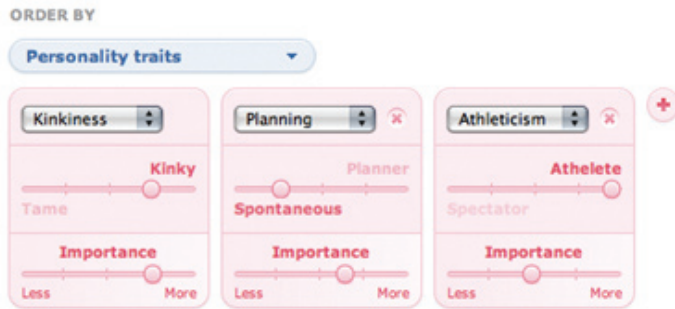 ORDER BY
Personality traits
Kinkiness
Kinky
Tame
Importance
Less More
Planning
Planner
Spontaneous
Importance
Less More
Athleticism
Athelete
Spectator
Importance
Less More